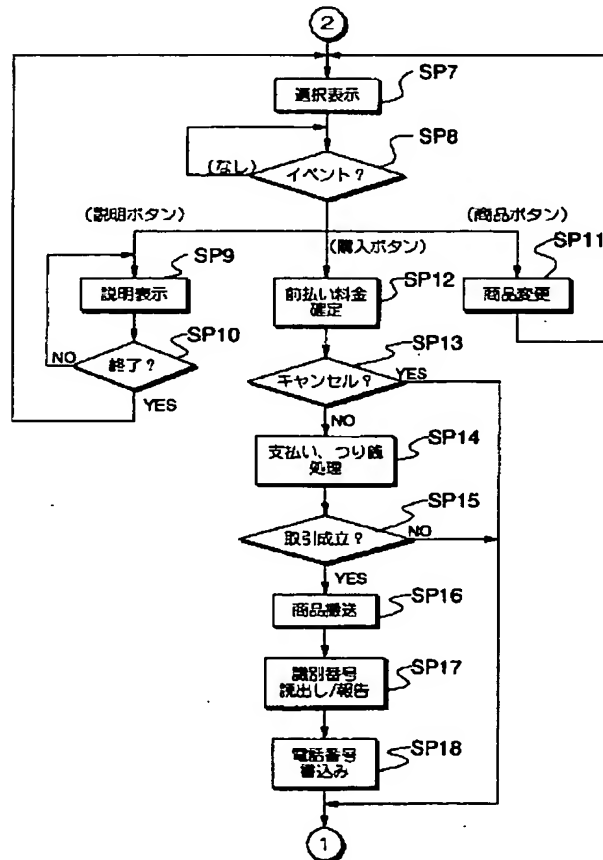 2
SP7
選択表示
SP8
(なし)
イベント?
(説明ボタン)
(購入ボタン)
(商品ボタン)
SP9
説明表示
SP10
NO
終了?
YES
SP12
前払い料金
確定
SP11
商品変更
SP13
キャンセル?
YES
NO
SP14
支払い、つり銭
処理
SP15
取引成立?
NO
YES
SP16
商品搬送
SP17
識別番号
読出し/報告
SP18
電話番号
書込み
1